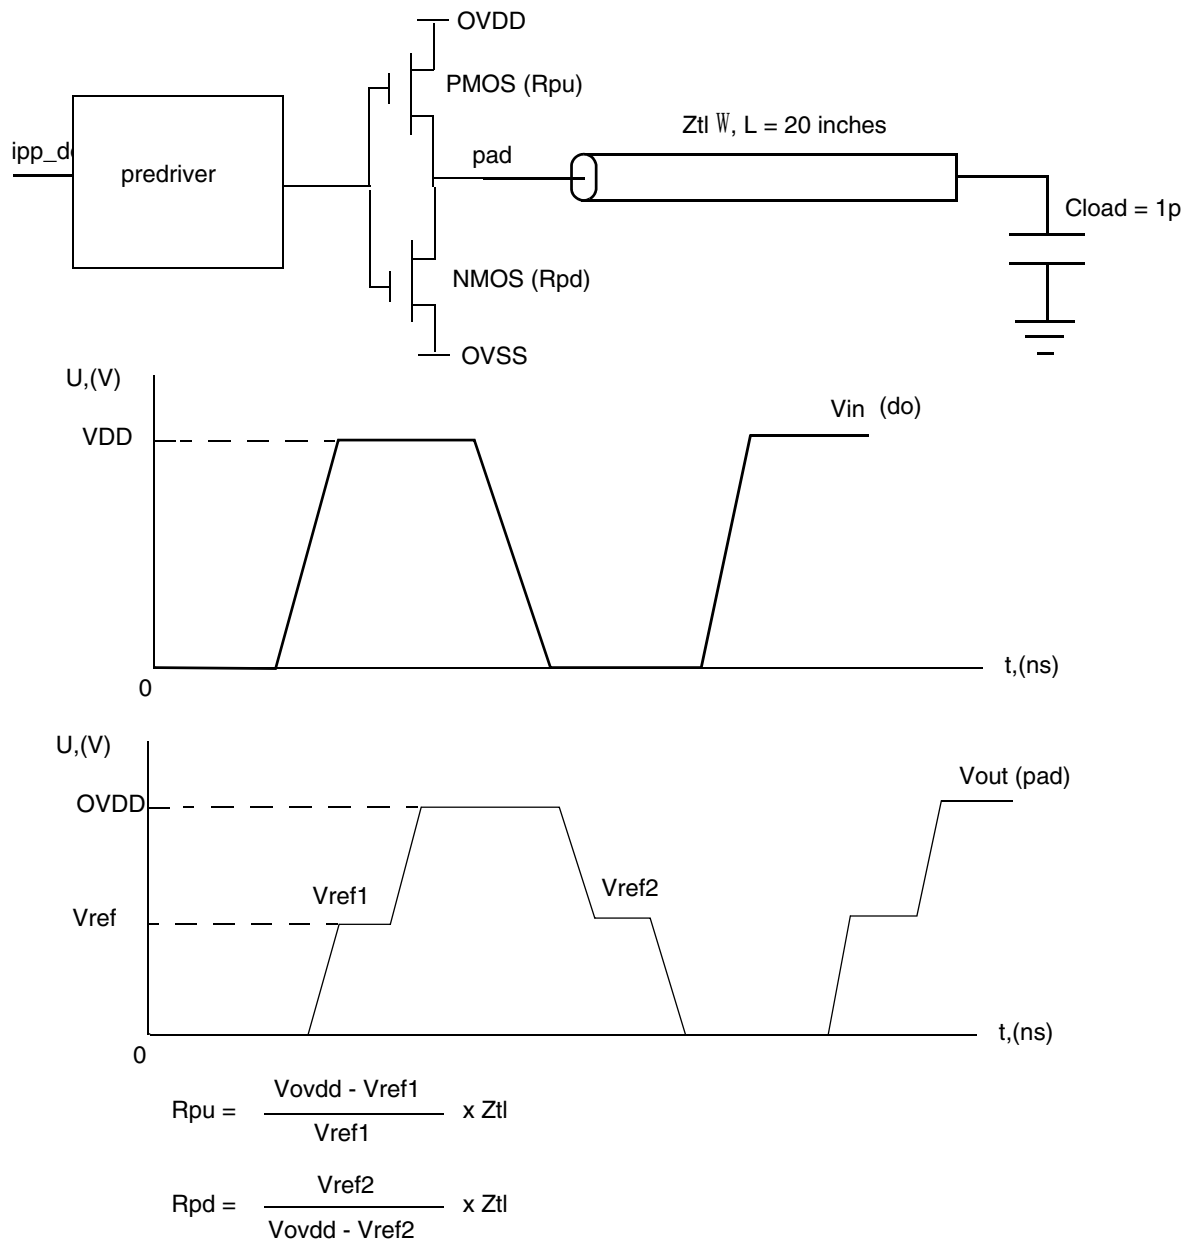 OVDD
PMOS (Rpu)
Ztl W, L = 20 inches
ipp_do
predriver
pad
Cload = 1p
NMOS (Rpd)
OVSS
U,(V)
VDD
Vin (do)
t,(ns)
0
U,(V)
OVDD
Vout (pad)
Vref1
Vref2
Vref
t,(ns)
0
Rpu = Vovdd - Vref1 x Ztl
Vref1
Rpd = Vref2 x Ztl
Vovdd - Vref2